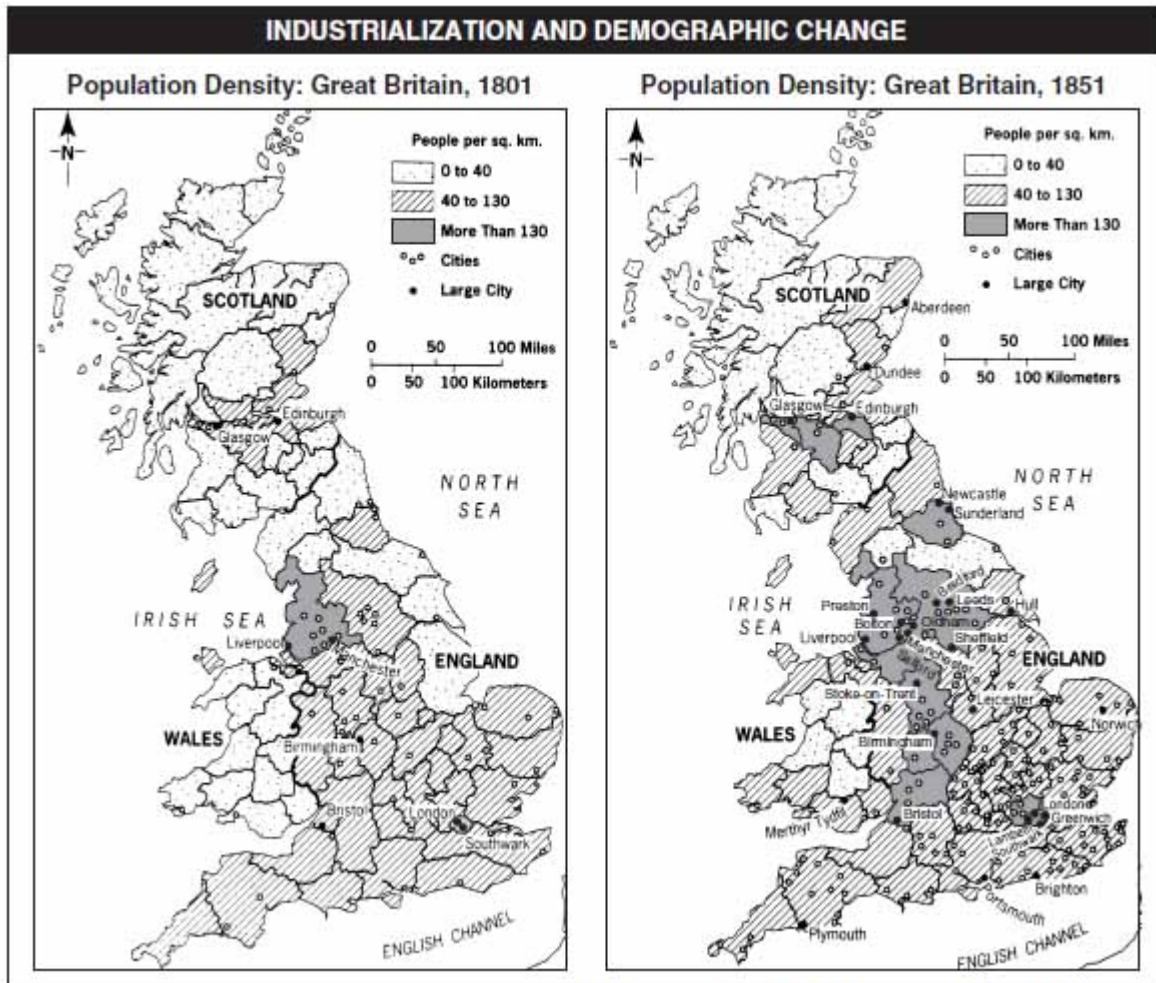 INDUSTRIALIZATION AND DEMOGRAPHIC CHANGE
Population Density: Great Britain, 1801
N
People per sq. km.
0 to 40
40 to 130
More Than 130
Cities
Large City
SCOTLAND
0 50 100 Miles
0 50 100 Kilometers
Edinburgh
Glasgow
NORTH
SEA
IRISH SEA
Liverpool
Manchester
ENGLAND
WALES
Birmingham
Bristol
London
Southwark
ENGLISH CHANNEL
Population Density: Great Britain, 1851
N
People per sq. km.
0 to 40
40 to 130
More Than 130
Cities
Large City
SCOTLAND
Aberdeen
0 50 100 Miles
0 50 100 Kilometers
Dundee
Glasgow
Edinburgh
NORTH
SEA
Newcastle
Sunderland
IRISH
SEA
Bradford
Leeds
Preston
Hull
Bolton
Oldham
Liverpool
Sheffield
Manchester
ENGLAND
Stoke-on-Trent
Leicester
Norwich
WALES
Birmingham
Merthyr Tydfil
Bristol
London
Greenwich
Lambeth
Southwark
Brighton
Portsmouth
Plymouth
ENGLISH CHANNEL